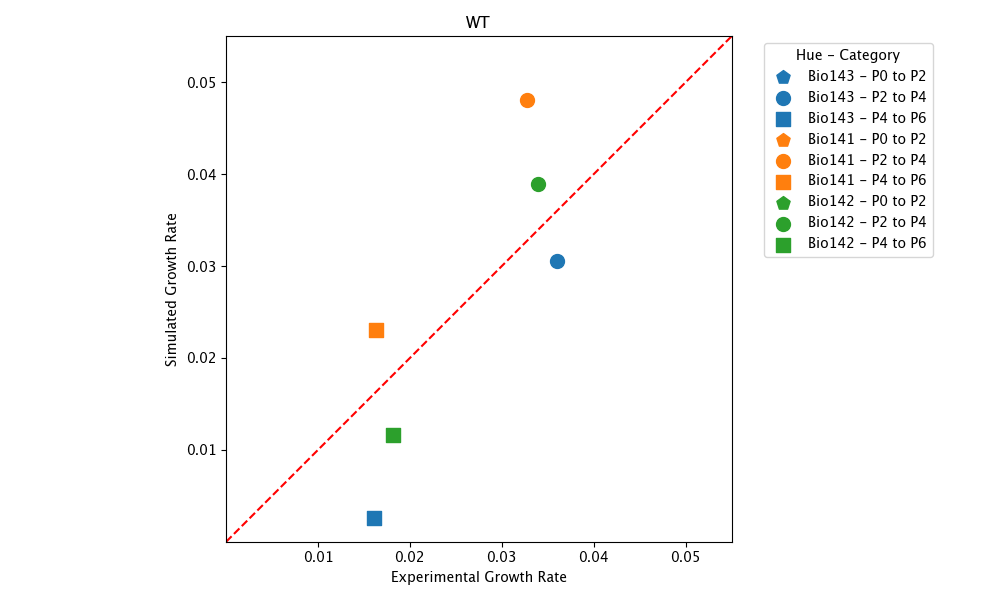 WT
Hue – Category
Bio143 – P0 to P2
Bio143 – P2 to P4
Bio143 – P4 to P6
Bio141 – P0 to P2
Bio141 – P2 to P4
Bio141 – P4 to P6
Bio142 – P0 to P2
Bio142 – P2 to P4
Bio142 – P4 to P6
0.05
0.04
0.03
0.02
0.01
Simulated Growth Rate
0.01 0.02 0.03 0.04 0.05
Experimental Growth Rate